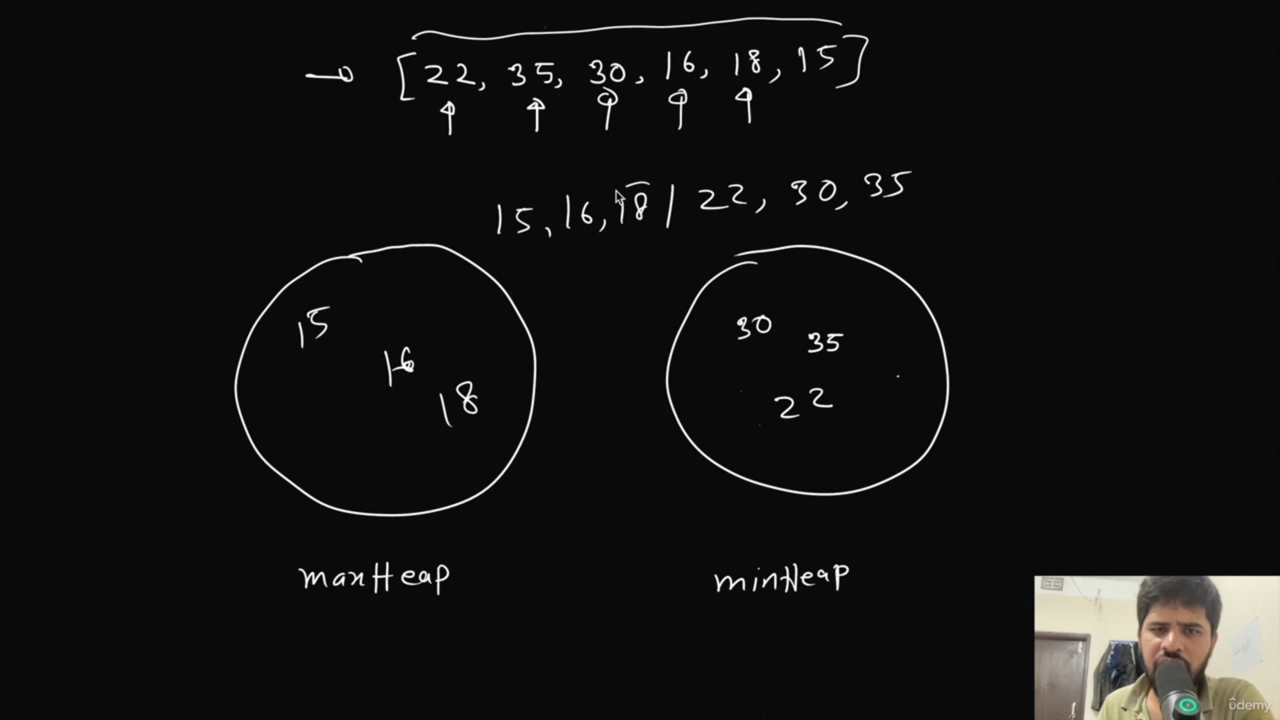 [22, 35, 30, 16, 18, 15]
15, 16, 18 / 22, 30, 35
15
16
18
30
35
22
maxHeap
minHeap
ûdemy